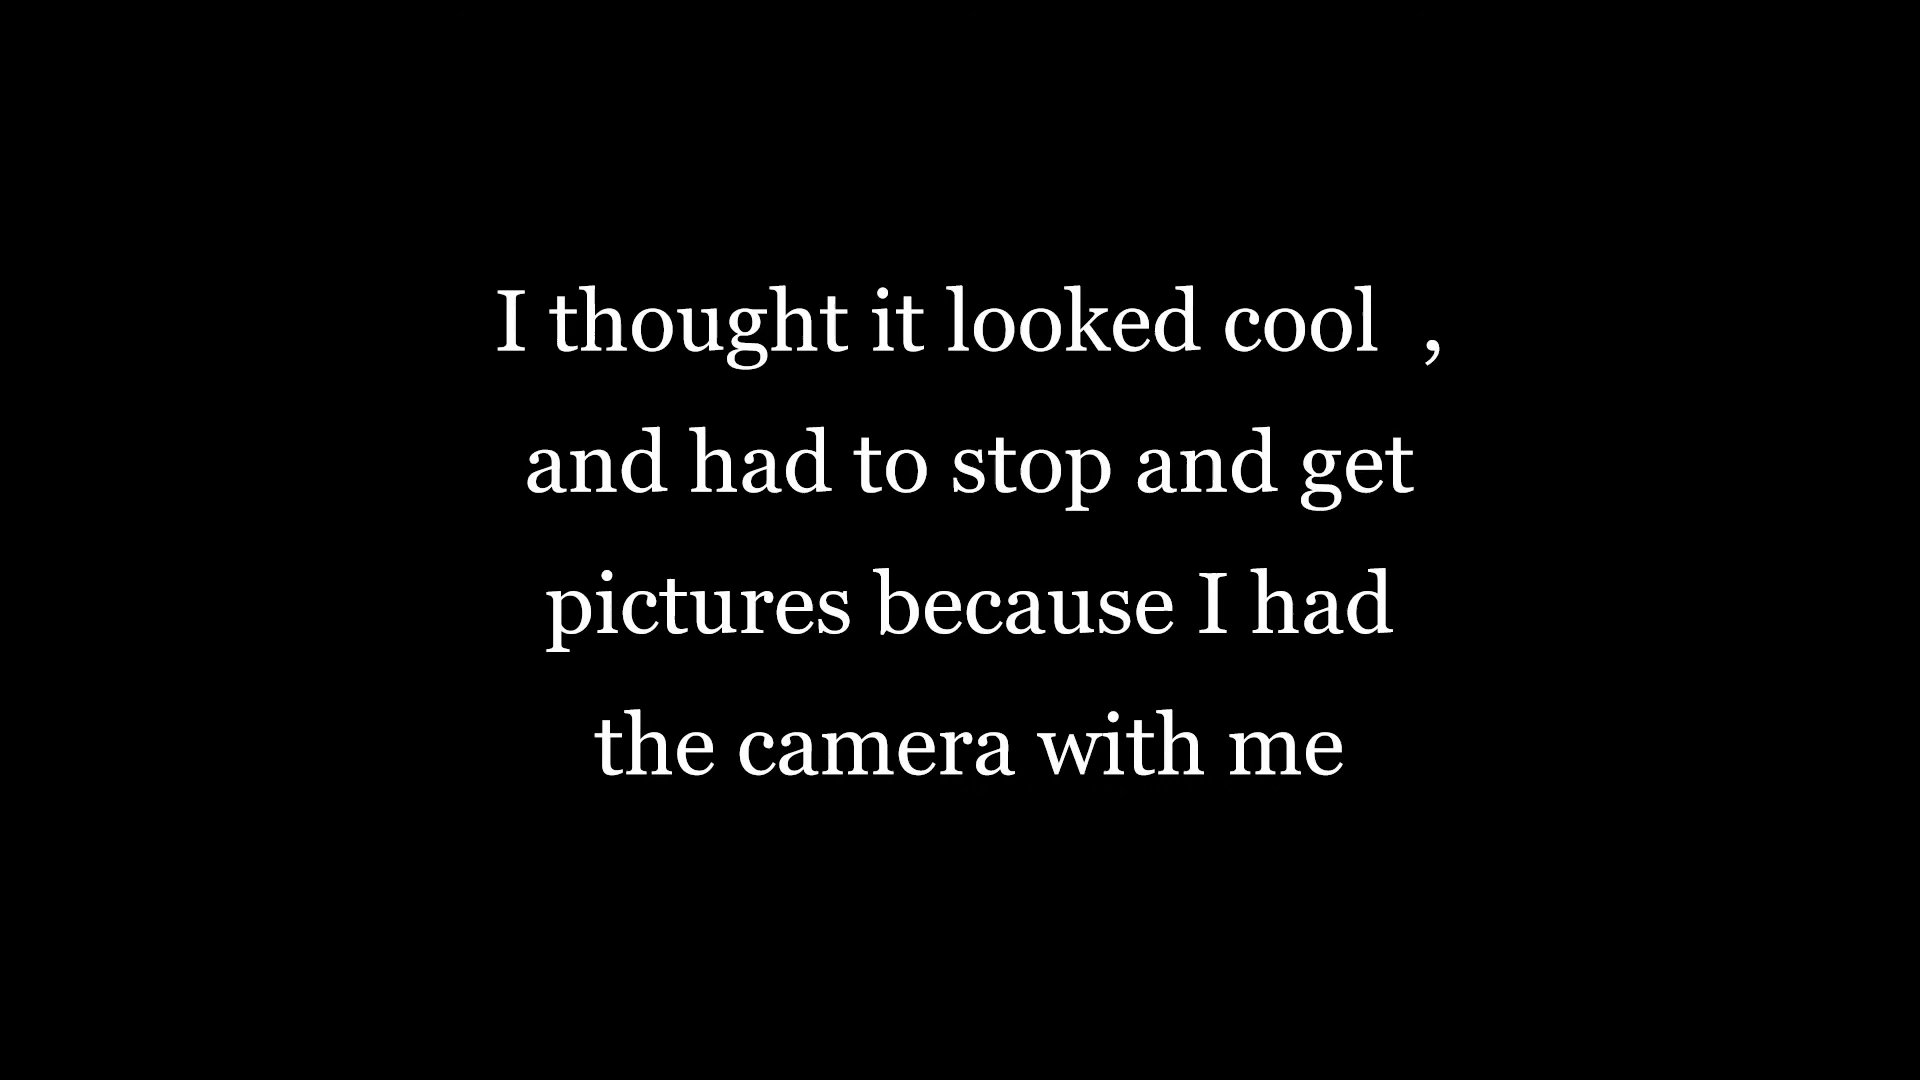 I thought it looked cool  ,
and had to stop and get
pictures because I had
the camera with me